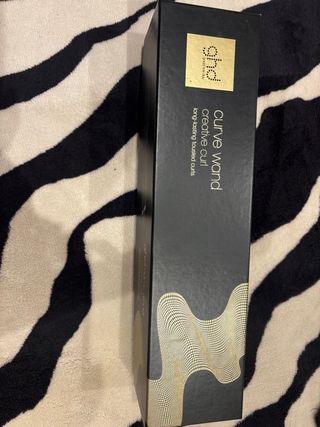 ghd
curve wand
creative curl
long-lasting tousled curls